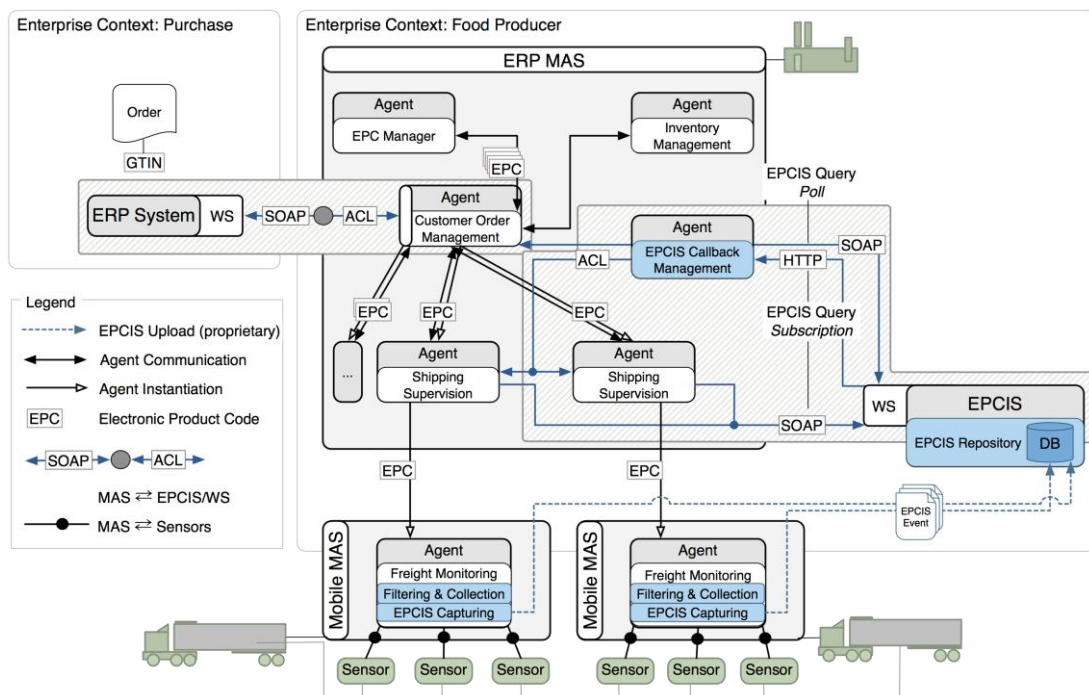 Enterprise Context: Purchase
Enterprise Context: Food Producer
ERP MAS
Order
GTIN
Agent
EPC Manager
Agent
Inventory
Management
EPC
EPCIS Query
Poll
ERP System
WS
SOAP
ACL
Agent
Customer Order
Management
Agent
EPCIS Callback
Management
SOAP
HTTP
ACL
EPCIS Query
Subscription
EPC
EPC
EPC
...
Agent
Shipping
Supervision
Agent
Shipping
Supervision
SOAP
WS
EPCIS
EPCIS Repository
DB
Legend
EPCIS Upload (proprietary)
Agent Communication
Agent Instantiation
EPC
Electronic Product Code
SOAP
ACL
MAS ⇄ EPCIS/WS
MAS ⇄ Sensors
EPC
EPC
EPCIS
Event
Mobile MAS
Agent
Freight Monitoring
Filtering & Collection
EPCIS Capturing
Sensor
Sensor
Sensor
Mobile MAS
Agent
Freight Monitoring
Filtering & Collection
EPCIS Capturing
Sensor
Sensor
Sensor